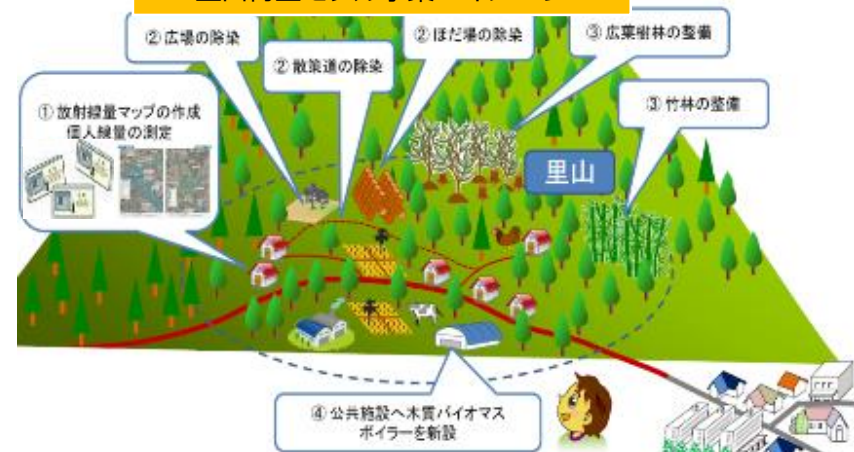 ② 広場の除染
② ほだ場の除染
③ 広葉樹林の整備
② 散策道の除染
① 放射線量マップの作成
個人線量の測定
③ 竹林の整備
里山
④ 公共施設へ木質バイオマス
ボイラーを新設